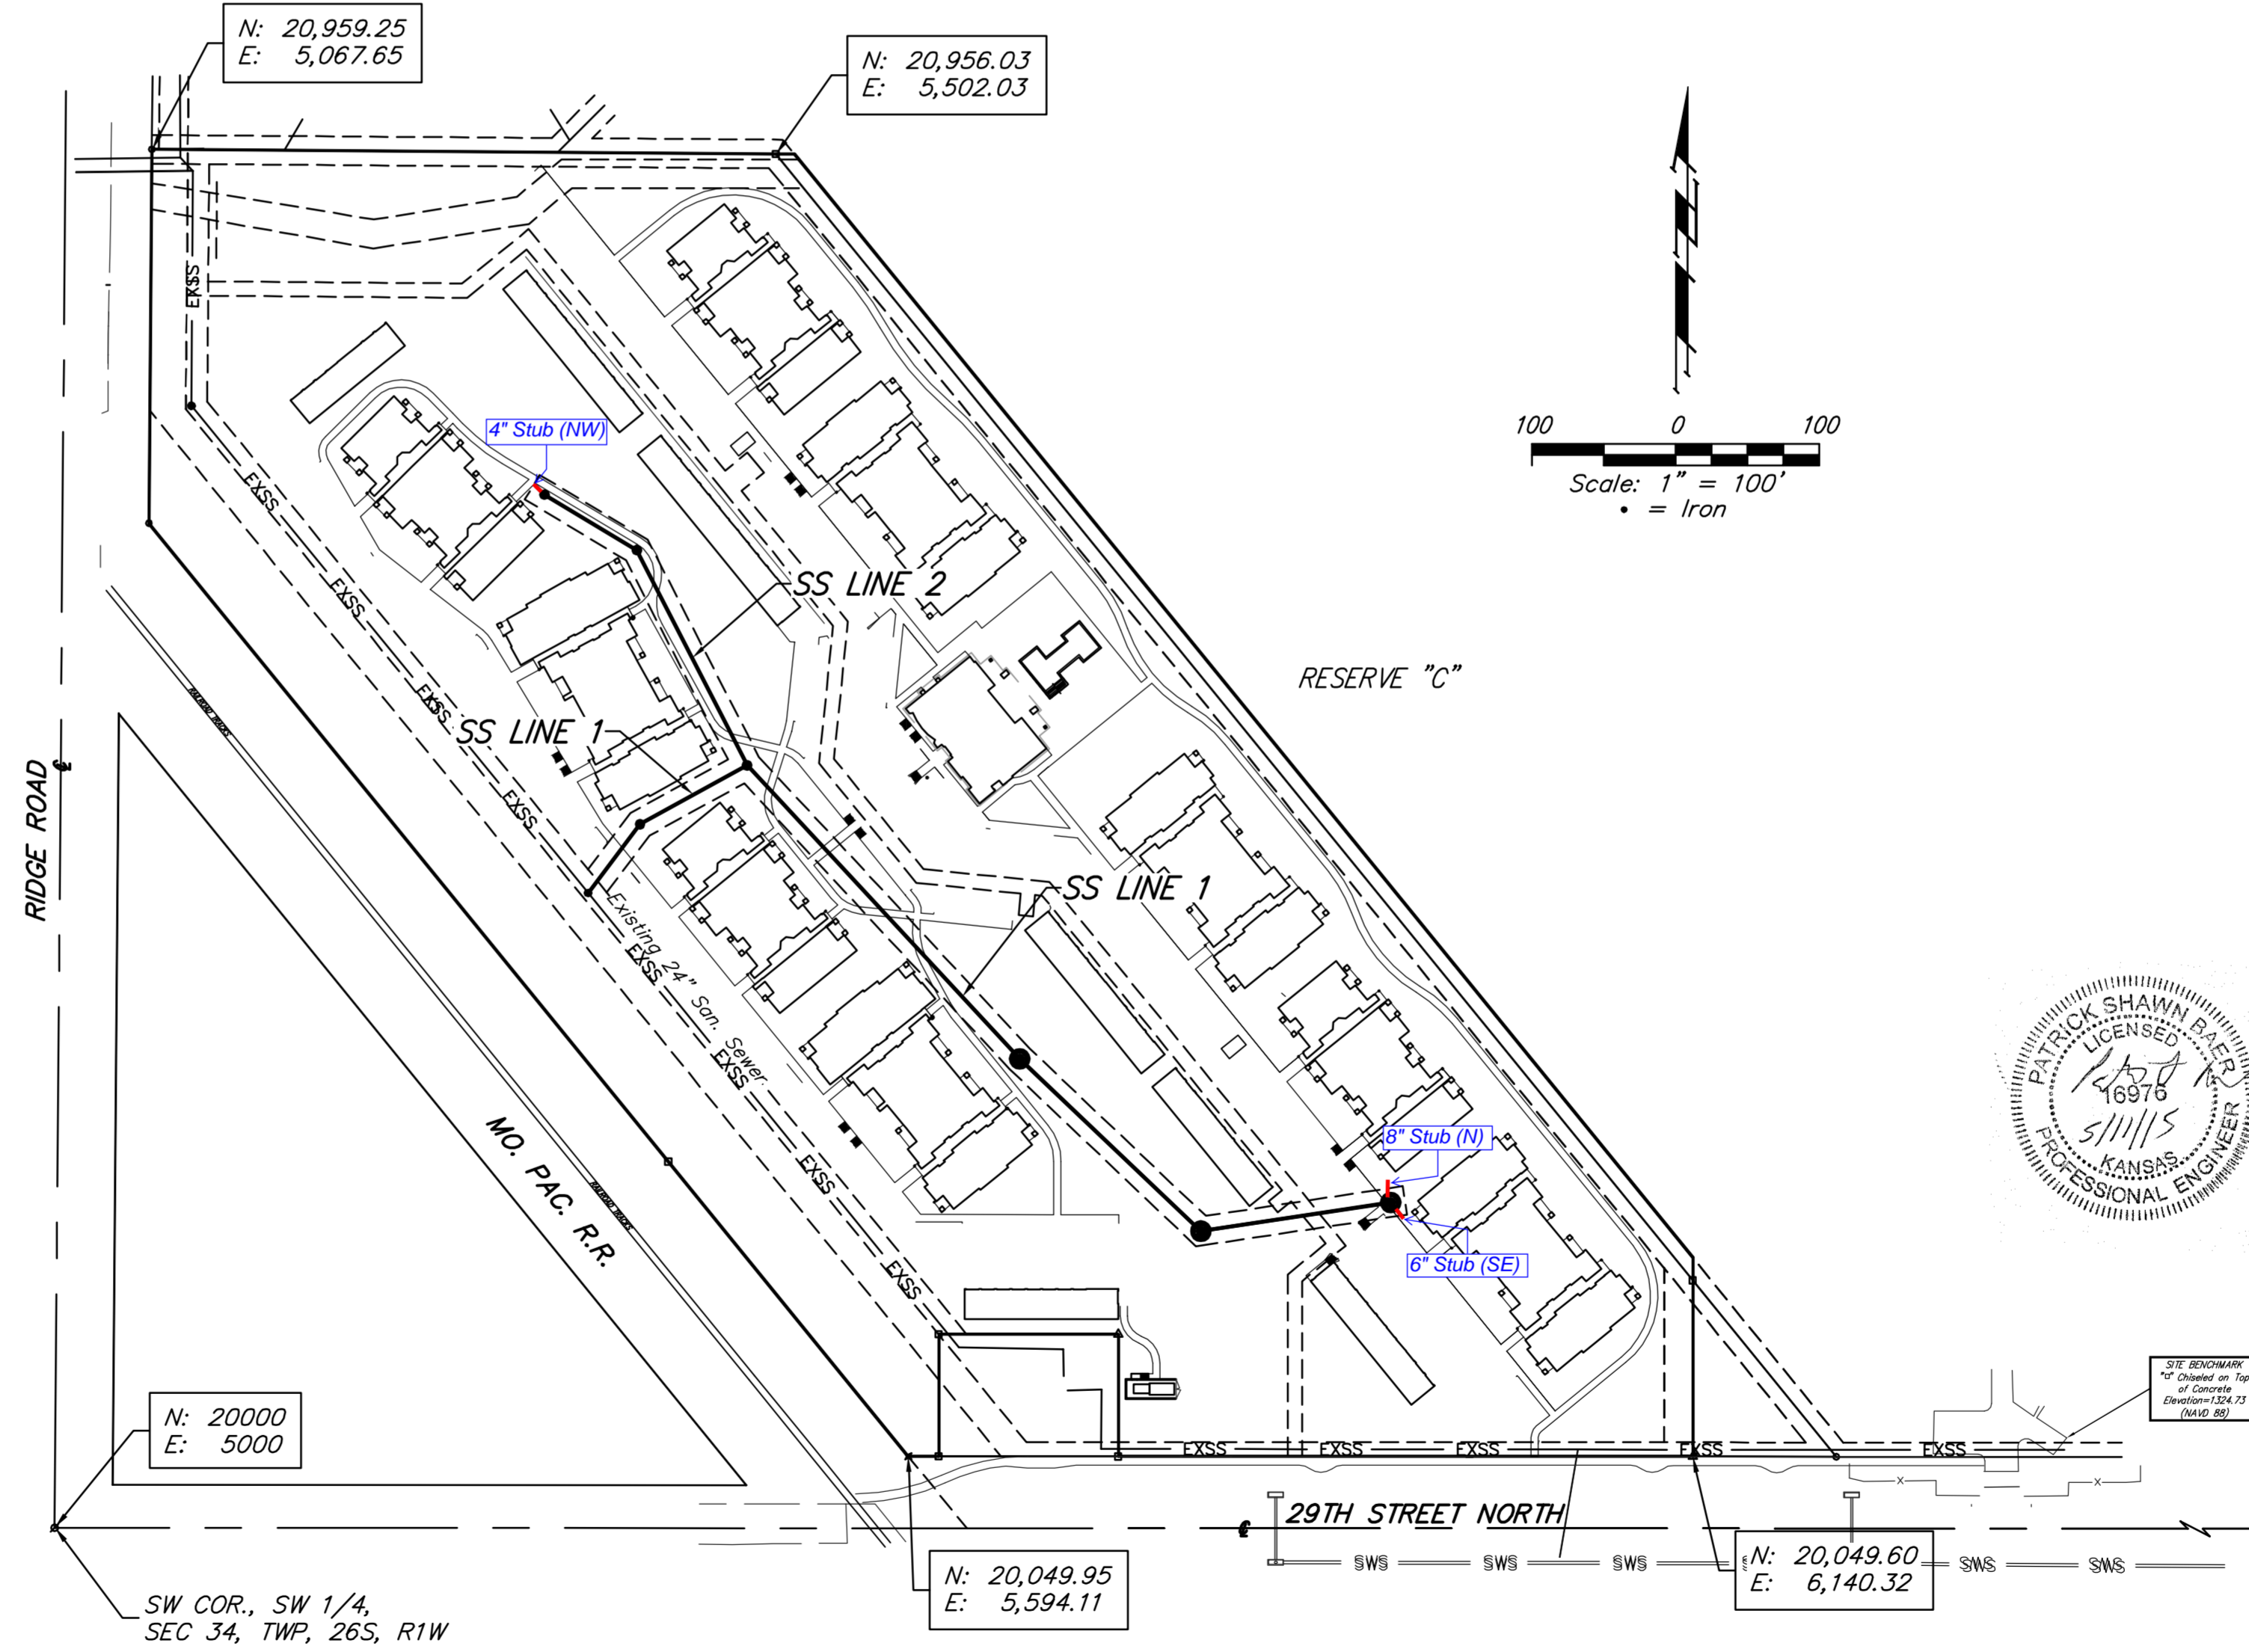 N: 20,959.25
E: 5,067.65
N: 20,956.03
E: 5,502.03
100 0 100
Scale: 1" = 100'
• = Iron
EXSS
4" Stub (NW)
EXSS
EXSS
SS LINE 2
RESERVE "C"
EXSS
RAILROAD TRACKS
SS LINE 1
RIDGE ROAD
EXSS
SS LINE 1
Existing 24" San. Sewer.
EXSS
EXSS
PATRICK SHAWN BAER
LICENSED
16976
5/11/15
KANSAS
PROFESSIONAL ENGINEER
MO. PAC. R.R.
8" Stub (N)
EXSS
RAILROAD TRACKS
6" Stub (SE)
EXSS
SITE BENCHMARK
"□" Chiseled on Top
of Concrete
Elevation=1324.73
(NAVD 88)
N: 20000
E: 5000
EXSS EXSS EXSS EXSS EXSS
29TH STREET NORTH
SWS SWS SWS SWS SWS
N: 20,049.60
E: 6,140.32
N: 20,049.95
E: 5,594.11
SW COR., SW 1/4,
SEC 34, TWP, 26S, R1W